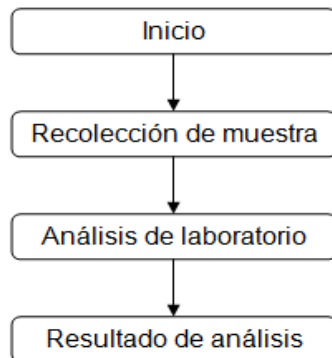 Inicio
Recolección de muestra
Análisis de laboratorio
Resultado de análisis